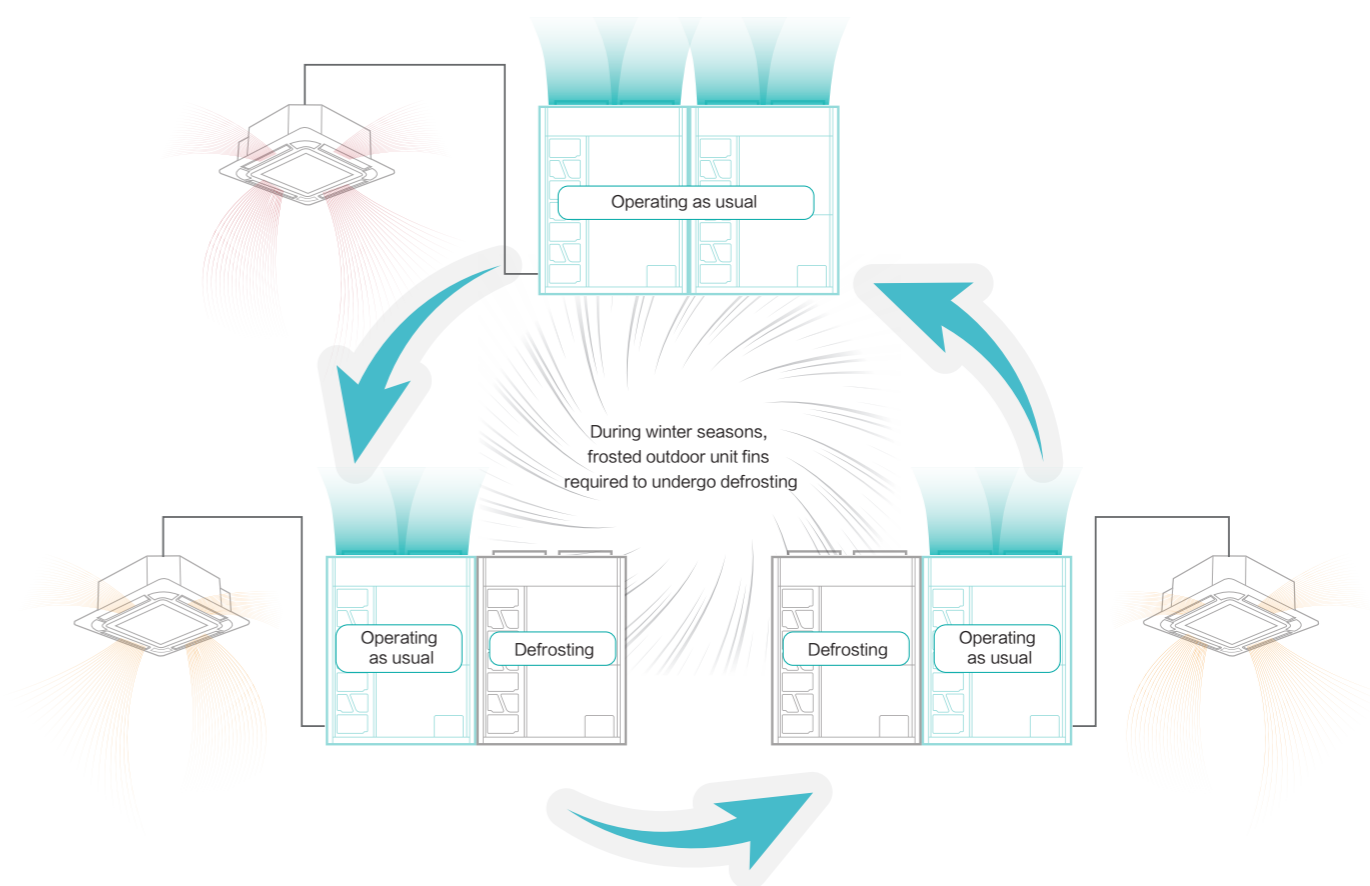 Operating as usual
During winter seasons,
frosted outdoor unit fins
required to undergo defrosting
Operating
as usual
Defrosting
Defrosting
Operating
as usual